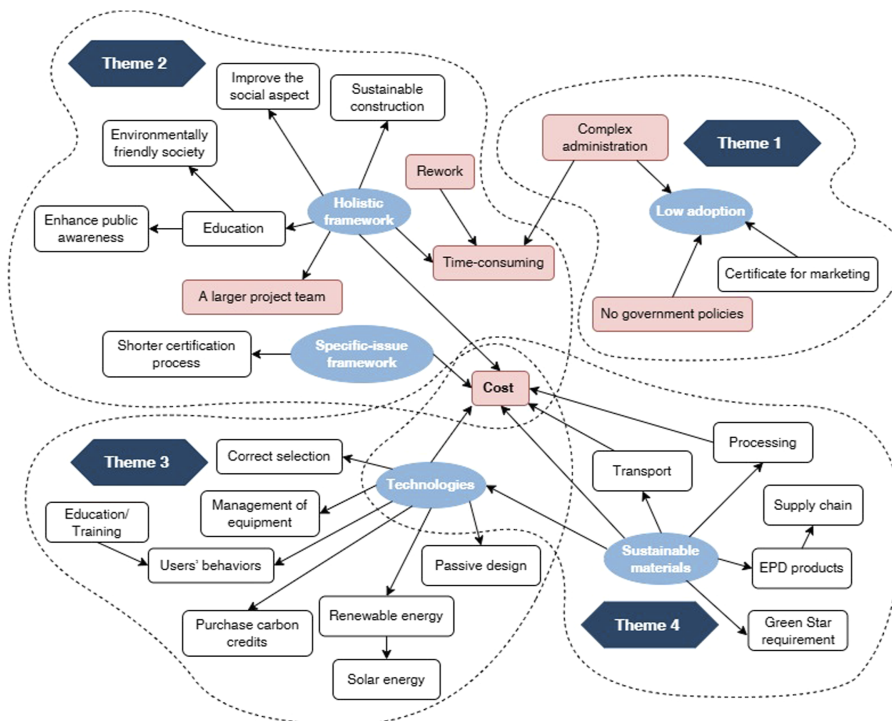 Theme 2
Improve the
social aspect
Sustainable
construction
Complex
administration
Theme 1
Environmentally
friendly society
Rework
Holistic
framework
Low adoption
Enhance public
awareness
Education
Time-consuming
Certificate for marketing
A larger project team
No government policies
Shorter certification
process
Specific-issue
framework
Cost
Theme 3
Correct selection
Processing
Transport
Technologies
Education/
Training
Management of
equipment
Supply chain
Users' behaviors
Passive design
Sustainable
materials
EPD products
Purchase carbon
credits
Renewable energy
Theme 4
Green Star
requirement
Solar energy